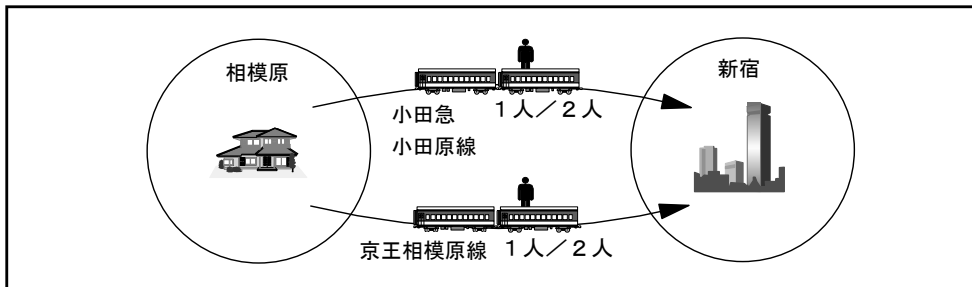 相模原
新宿
小田急
小田原線
1人／2人
京王相模原線
1人／2人